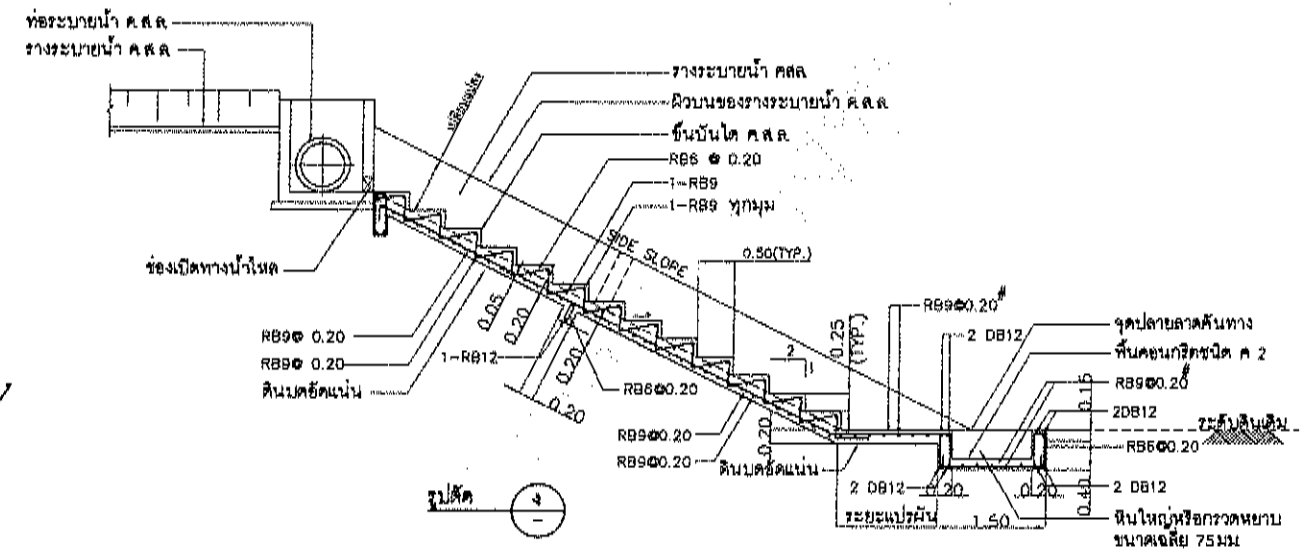 ท่อระบายน้ำ ค.ส.ล.
รางระบายน้ำ ค.ส.ล.
รางระบายน้ำ คสล.
ผิวบนของรางระบายน้ำ ค.ส.ล.
ขั้นบันได ค.ส.ล.
RB6 @ 0.20
1-RB9
1-RB9 ทุกมุม
SIDE SLOPE
0.50(TYP.)
ช่องเปิดทางน้ำไหล
RB9@ 0.20
RB9@ 0.20
ดินบดอัดแน่น
0.05
0.20
1-RB12
0.20
0.20
RB6@0.20
RB9@0.20
RB9@0.20
2
1
0.25
(TYP.)
RB9@0.20#
2 DB12
จุดปลายลาดคันทาง
พื้นคอนกรีตชนิด ค 2
RB9@0.20#
2DB12
0.15
ระดับดินเดิม
RB6@0.20
0.20
ดินบดอัดแน่น
2 DB12
0.20
0.20
2 DB12
0.40
ระยะแปรผัน
1.50
หินใหญ่หรือกรวดหยาบ
ขนาดเฉลี่ย 75มม
รูปตัด
4
-